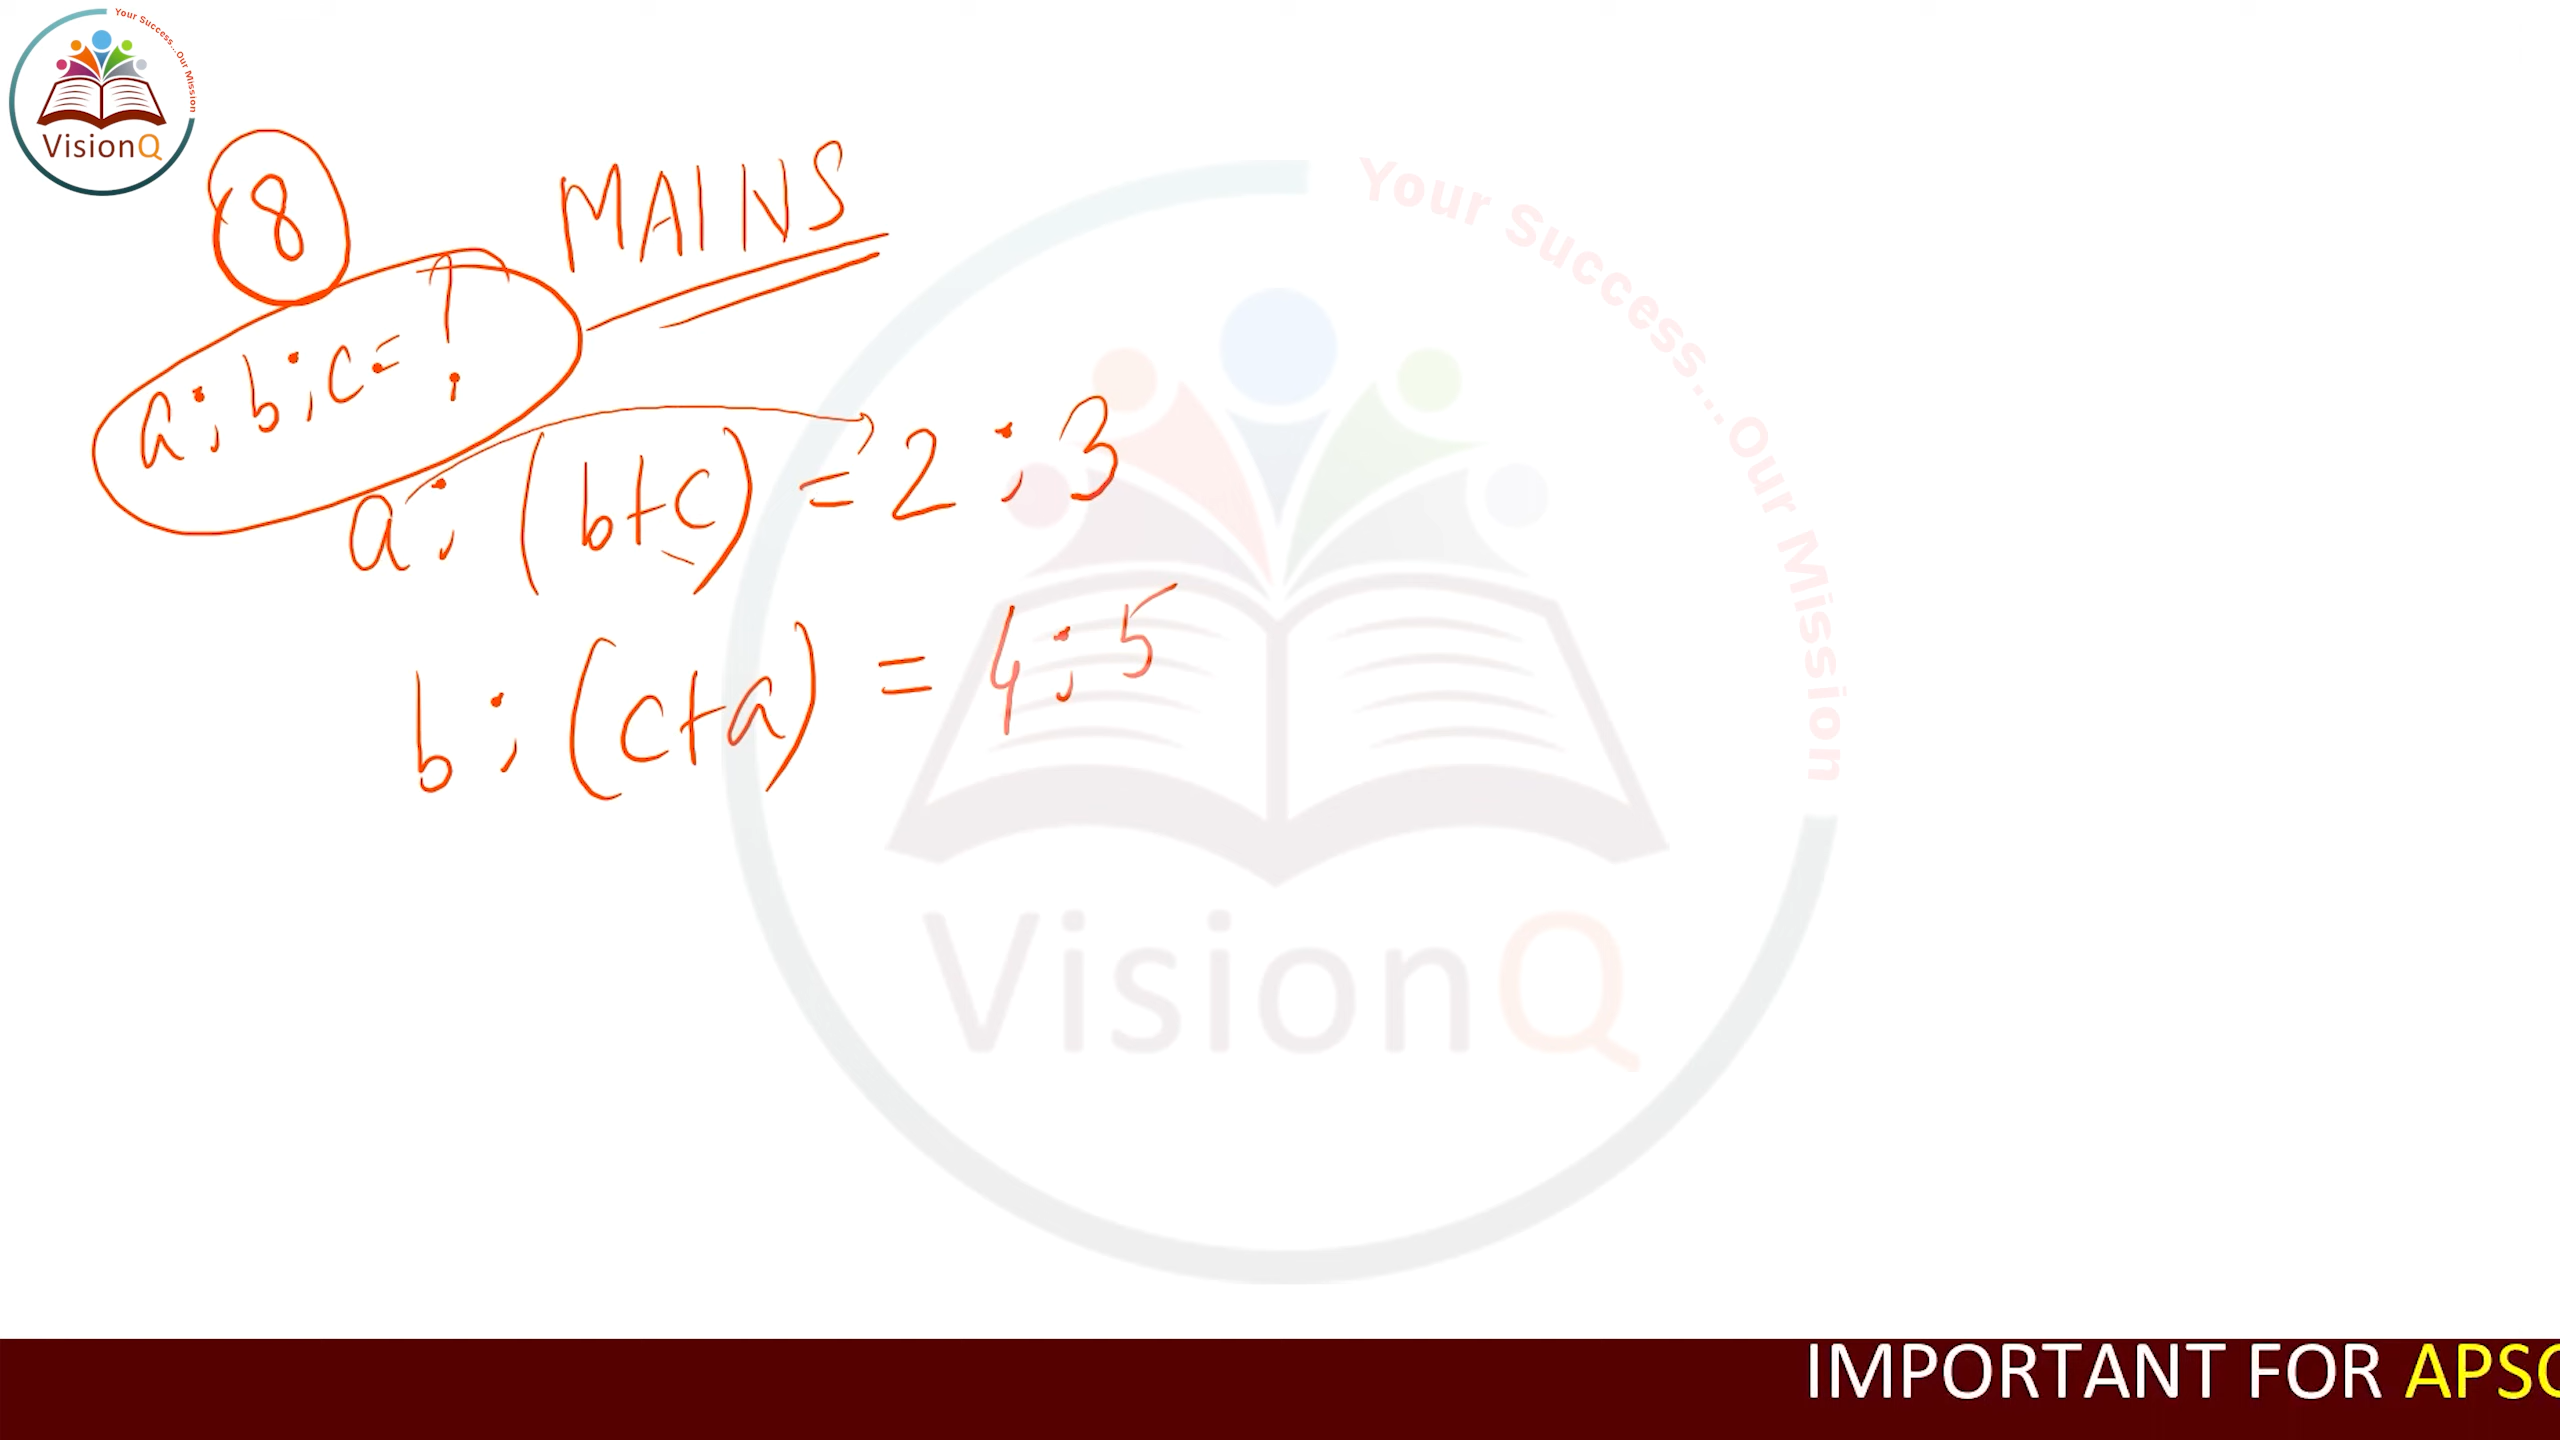 Your Success...Our Mission
VisionQ
8
MAINS
a:b:c=?
a:(b+c)=2:3
b:(c+a)=4:5
Your Success...Our Mission
VisionQ
IMPORTANT FOR APSC